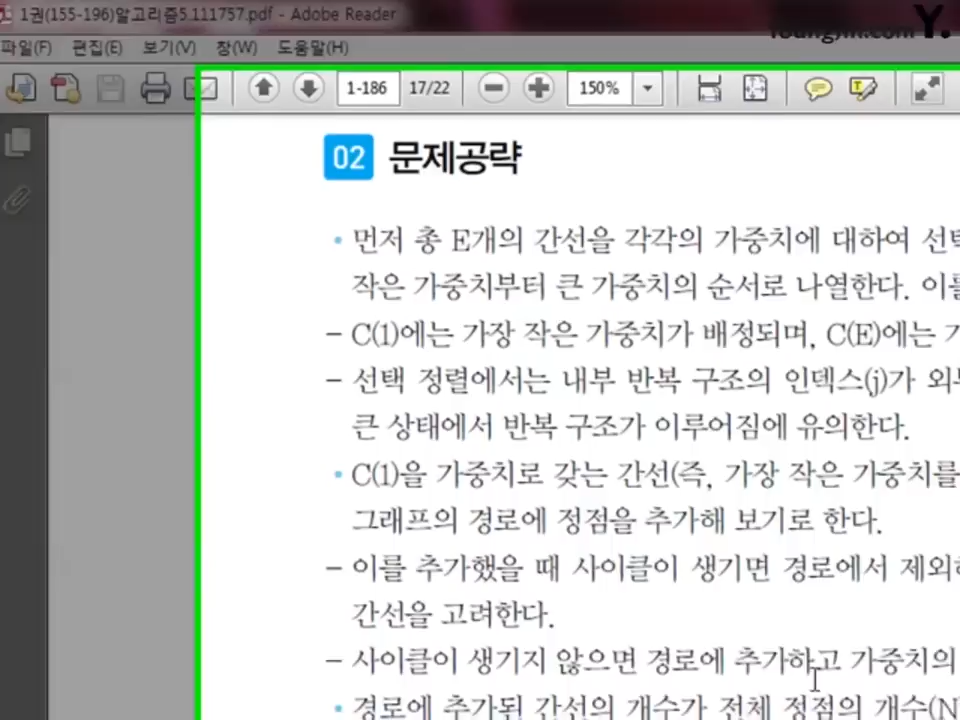 1권(155-196)알고리즘5.111757.pdf - Adobe Reader
Youngjin.com Y.
파일(F) 편집(E) 보기(V) 창(W) 도움말(H)
1-186 17/22 150%
02 문제공략
• 먼저 총 E개의 간선을 각각의 가중치에 대하여
작은 가중치부터 큰 가중치의 순서로 나열한다.
– C(1)에는 가장 작은 가중치가 배정되며, C(E)에는
– 선택 정렬에서는 내부 반복 구조의 인덱스(j)가
큰 상태에서 반복 구조가 이루어짐에 유의한다.
• C(1)을 가중치로 갖는 간선(즉, 가장 작은 가중치를
그래프의 경로에 정점을 추가해 보기로 한다.
– 이를 추가했을 때 사이클이 생기면 경로에서
간선을 고려한다.
– 사이클이 생기지 않으면 경로에 추가하고 가중치의
• 경로에 추가된 간선의 개수가 전체 정점의 개수(N